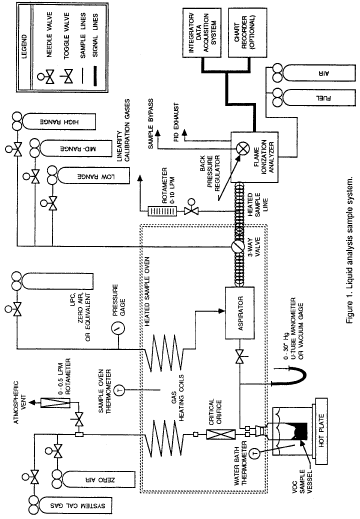 LEGEND
NEEDLE VALVE
TOGGLE VALVE
SAMPLE LINES
SIGNAL LINES
INTEGRATOR/
DATA
ACQUISITION
SYSTEM
CHART
RECORDER
(OPTIONAL)
AIR
FUEL
HIGH RANGE
MID RANGE
LOW RANGE
LINEARITY
CALIBRATION GASES
SAMPLE BYPASS
FID EXHAUST
BACK
PRESSURE
REGULATOR
FLAME
IONIZATION
ANALYZER
ROTAMETER
0-10 LPM
HEATED
SAMPLE
LINE
3-WAY
VALVE
UPC,
ZERO AIR,
OR EQUIVALENT
PRESSURE
GAGE
HEATED SAMPLE OVEN
ASPIRATOR
ATMOSPHERIC
VENT
0 - 0.5 LPM
ROTAMETER
SAMPLE OVEN
THERMOMETER
T
GAS
HEATING COILS
CRITICAL
ORIFICE
0 - 30" Hg
U-TUBE MANOMETER
OR VACUUM GAGE
ZERO AIR
SYSTEM CAL GAS
WATER BATH
THERMOMETER
T
VOC
SAMPLE
VESSEL
HOT PLATE
Figure 1. Liquid analysis sample system.